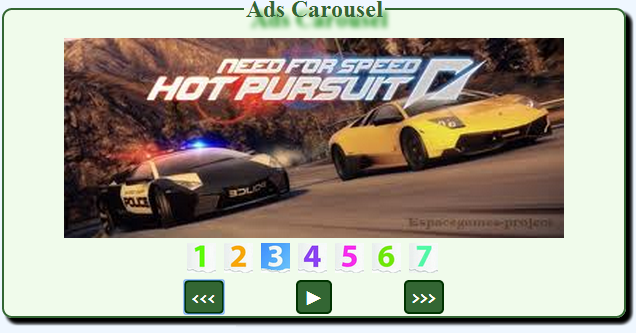 Ads Carousel
NEED FOR SPEED
HOT PURSUIT
POLICE
Espacegames-project
1 2 3 4 5 6 7
<<< ▶ >>>